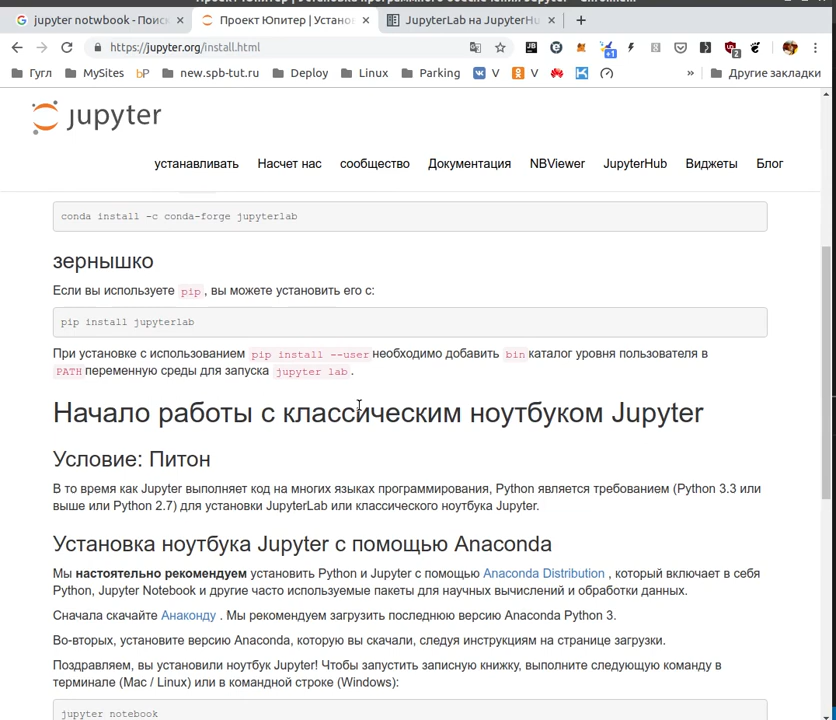 jupyter notwbook - Поис
Проект Юпитер | Устано
JupyterLab на JupyterHu
https://jupyter.org/install.html
+1
2
Гугл
MySites
bP
new.spb-tut.ru
Deploy
Linux
Parking
V
V
»
Другие закладки
jupyter
устанавливать Насчет нас сообщество Документация NBViewer JupyterHub Виджеты Блог
conda install -c conda-forge jupyterlab
зернышко
Если вы используете pip , вы можете установить его с:
pip install jupyterlab
При установке с использованием pip install --user необходимо добавить bin каталог уровня пользователя в
PATH переменную среды для запуска jupyter lab .
Начало работы с классическим ноутбуком Jupyter
Условие: Питон
В то время как Jupyter выполняет код на многих языках программирования, Python является требованием (Python 3.3 или
выше или Python 2.7) для установки JupyterLab или классического ноутбука Jupyter.
Установка ноутбука Jupyter с помощью Anaconda
Мы настоятельно рекомендуем установить Python и Jupyter с помощью Anaconda Distribution , который включает в себя
Python, Jupyter Notebook и другие часто используемые пакеты для научных вычислений и обработки данных.
Сначала скачайте Анаконду . Мы рекомендуем загрузить последнюю версию Anaconda Python 3.
Во-вторых, установите версию Anaconda, которую вы скачали, следуя инструкциям на странице загрузки.
Поздравляем, вы установили ноутбук Jupyter! Чтобы запустить записную книжку, выполните следующую команду в
терминале (Mac / Linux) или в командной строке (Windows):
jupyter notebook